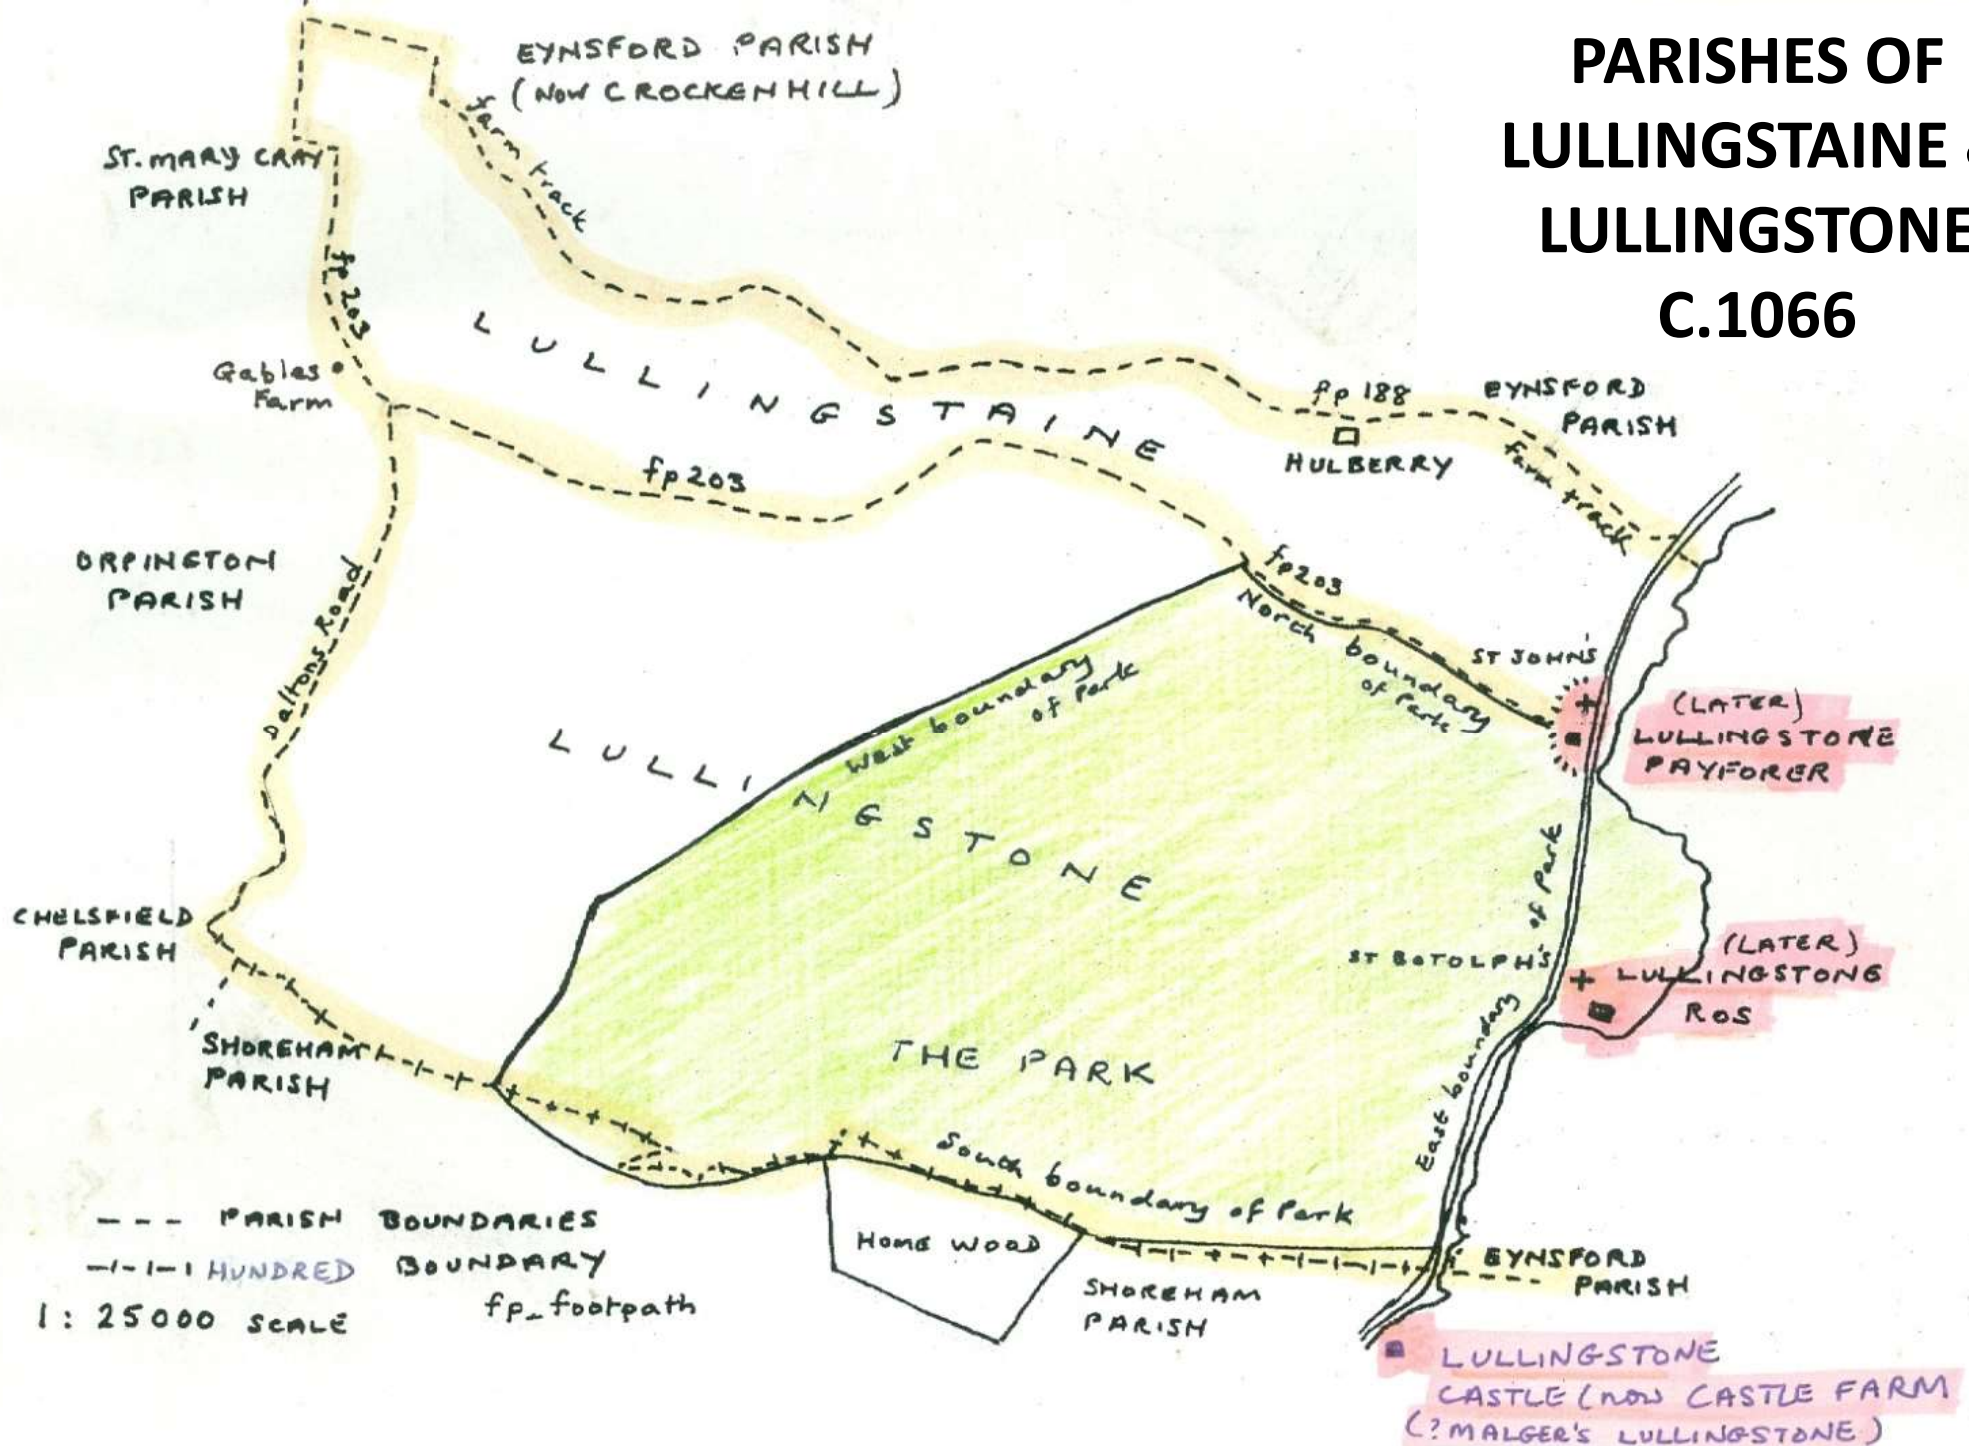 PARISHES OF
LULLINGSTAINE
LULLINGSTONE
C.1066
EYNSFORD PARISH
(NOW CROCKENHILL)
farm track
ST. MARY CRAY
PARISH
fp 203
Gables
Farm
LULLINGSTAINE
fp 188
HULBERRY
EYNSFORD
PARISH
farm track
fp 203
ORPINGTON
PARISH
Daltons Road
fp 203
North boundary
of Park
ST JOHNS
(LATER)
LULLINGSTONE
PAYFORER
West boundary
of Park
LULLINGSTONE
East boundary of Park
ST BOTOLPH'S
(LATER)
LULLINGSTONE
ROS
CHELSFIELD
PARISH
SHOREHAM
PARISH
THE PARK
South boundary of Park
HOME WOOD
SHOREHAM
PARISH
EYNSFORD
PARISH
--- PARISH BOUNDARIES
-I-I-I HUNDRED BOUNDARY
fp_footpath
1: 25000 SCALE
LULLINGSTONE
CASTLE (now CASTLE FARM
(?MALGER'S LULLINGSTONE)